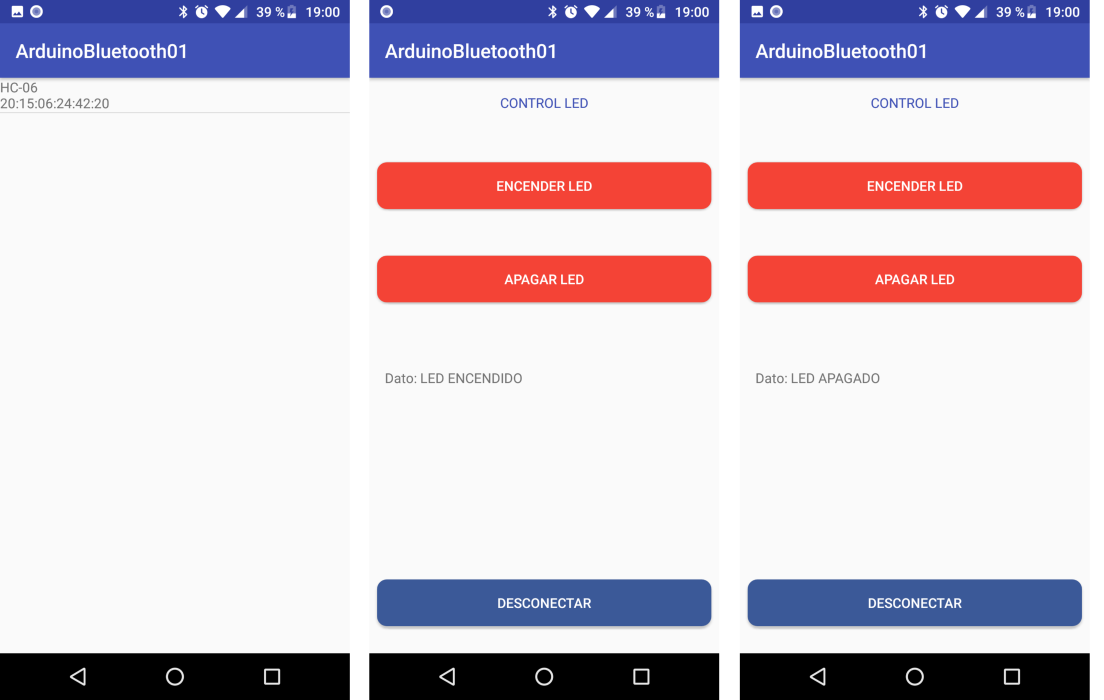 39 % 19:00
ArduinoBluetooth01
HC-06
20:15:06:24:42:20
39 % 19:00
ArduinoBluetooth01
CONTROL LED
ENCENDER LED
APAGAR LED
Dato: LED ENCENDIDO
DESCONECTAR
39 % 19:00
ArduinoBluetooth01
CONTROL LED
ENCENDER LED
APAGAR LED
Dato: LED APAGADO
DESCONECTAR